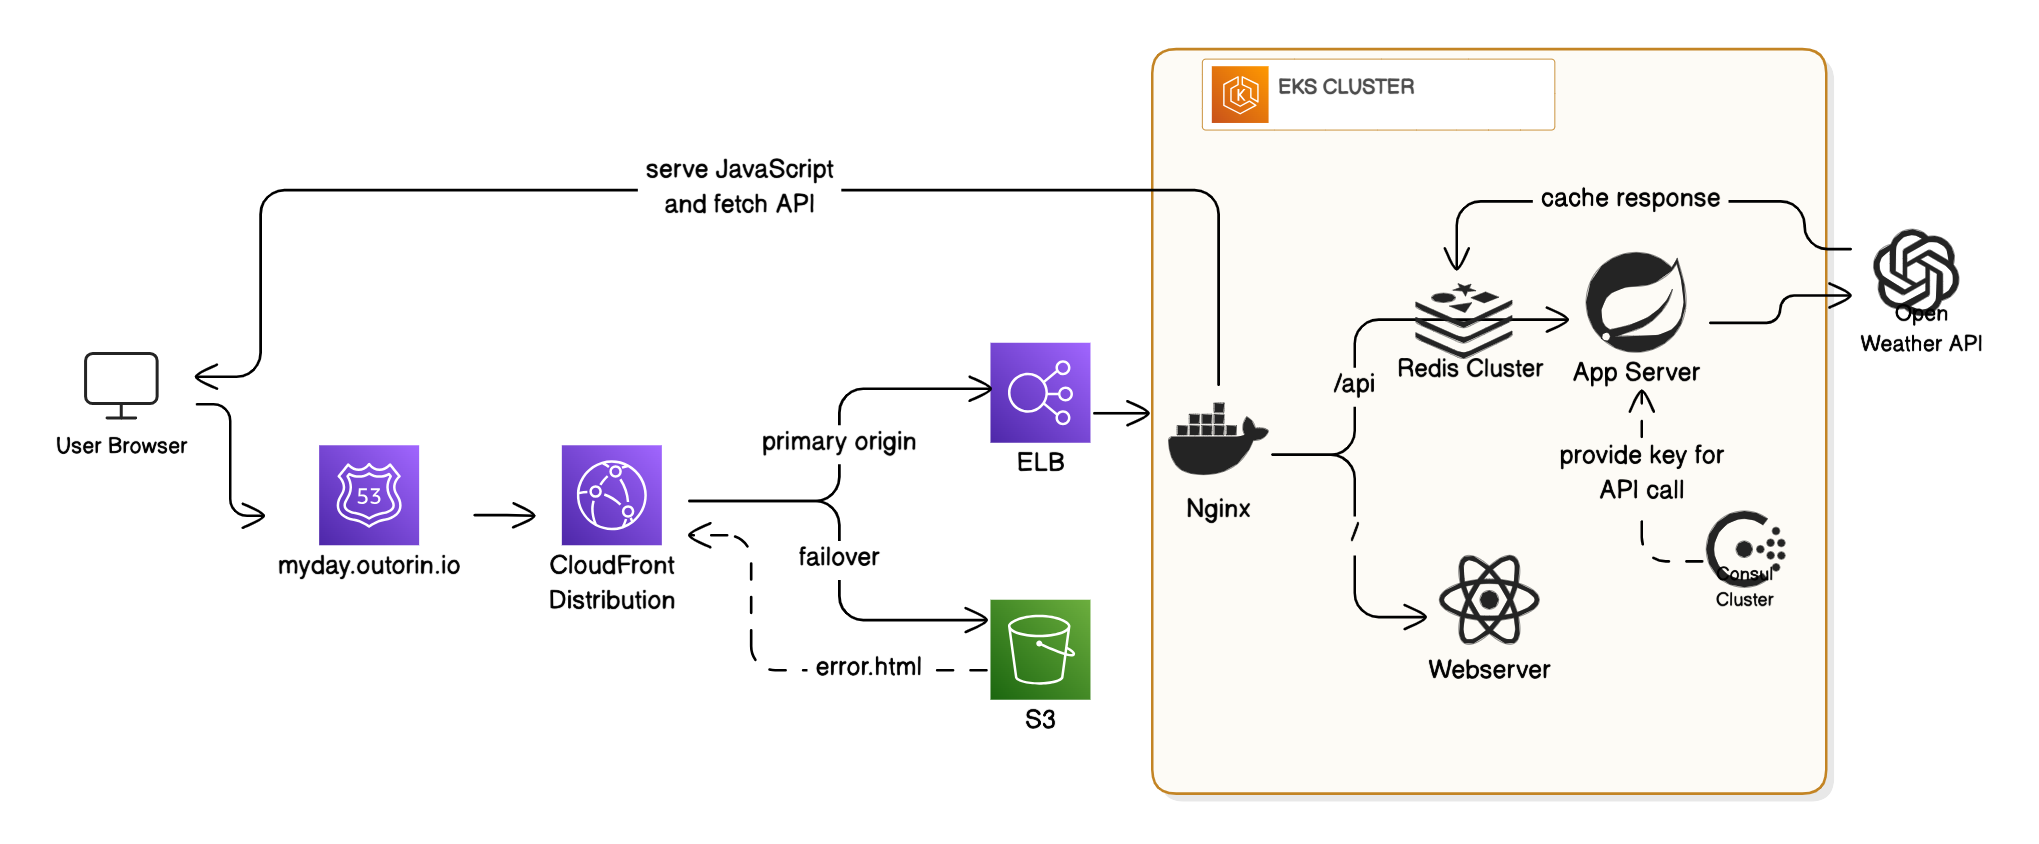 EKS CLUSTER
serve JavaScript
and fetch API
cache response
Open
Weather API
User Browser
/api
Redis Cluster
App Server
primary origin
ELB
provide key for
API call
53
myday.outorin.io
CloudFront
Distribution
failover
Nginx
/
Consul
Cluster
error.html
Webserver
S3
K